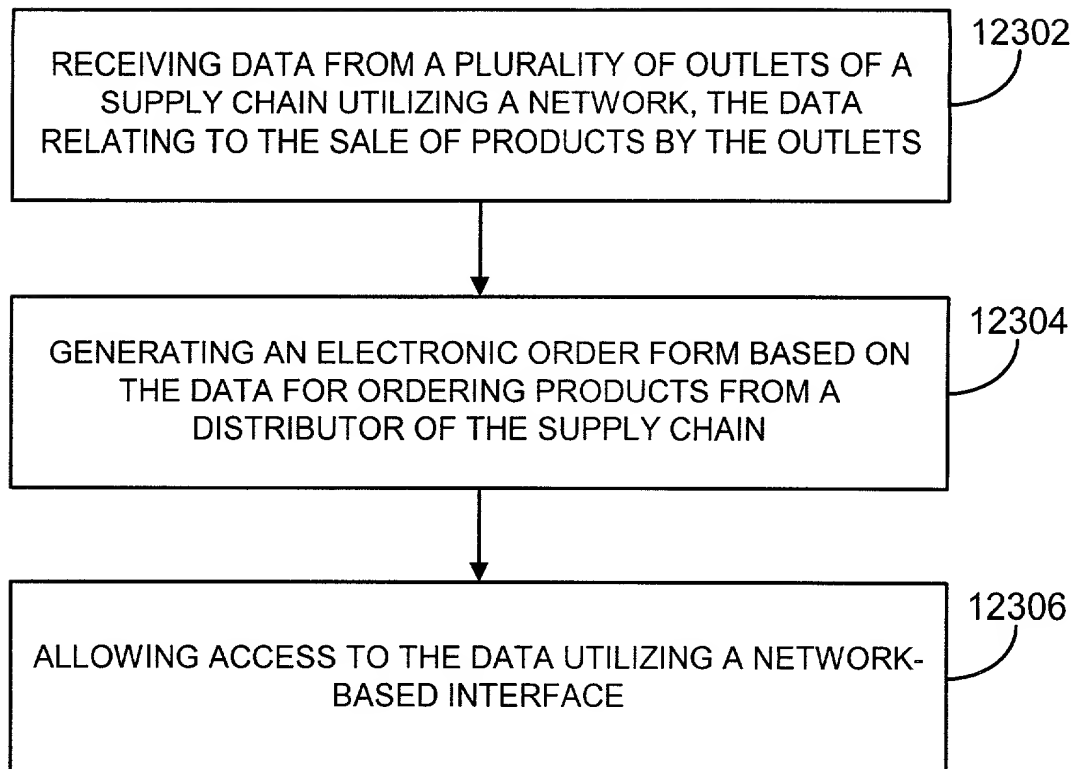 12302
RECEIVING DATA FROM A PLURALITY OF OUTLETS OF A
SUPPLY CHAIN UTILIZING A NETWORK, THE DATA
RELATING TO THE SALE OF PRODUCTS BY THE OUTLETS
12304
GENERATING AN ELECTRONIC ORDER FORM BASED ON
THE DATA FOR ORDERING PRODUCTS FROM A
DISTRIBUTOR OF THE SUPPLY CHAIN
12306
ALLOWING ACCESS TO THE DATA UTILIZING A NETWORK-
BASED INTERFACE